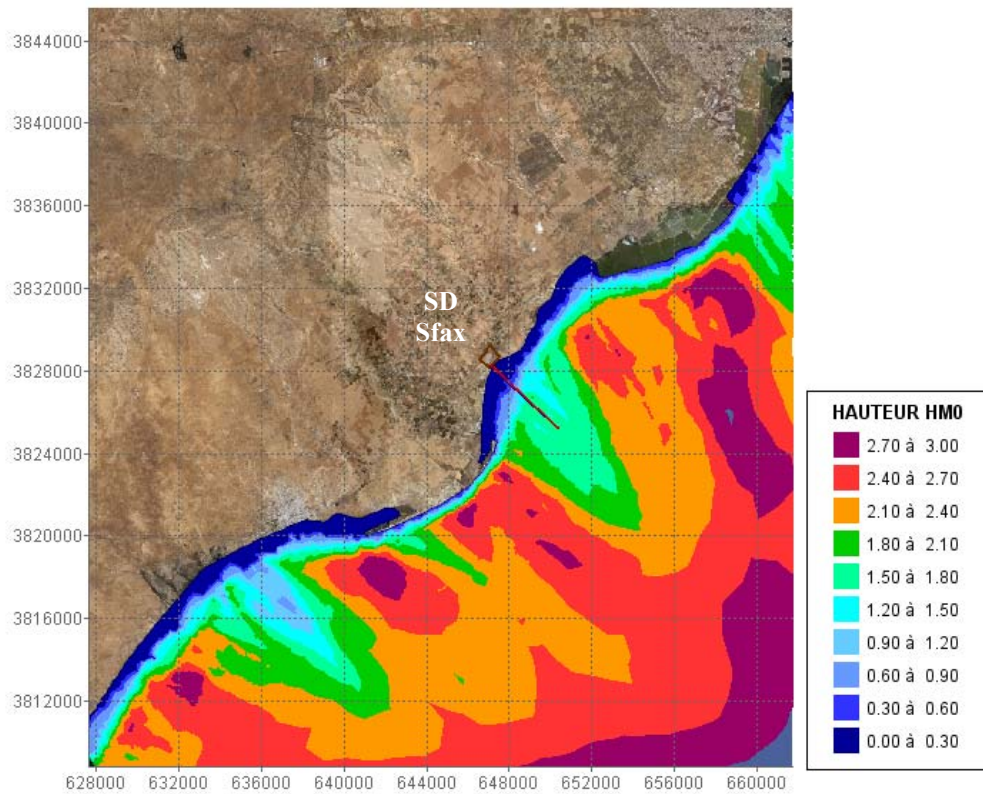 3844000
3840000
3836000
3832000
3828000
3824000
3820000
3816000
3812000
SD
Sfax
628000 632000 636000 640000 644000 648000 652000 656000 660000
HAUTEUR HM0
2.70 à 3.00
2.40 à 2.70
2.10 à 2.40
1.80 à 2.10
1.50 à 1.80
1.20 à 1.50
0.90 à 1.20
0.60 à 0.90
0.30 à 0.60
0.00 à 0.30